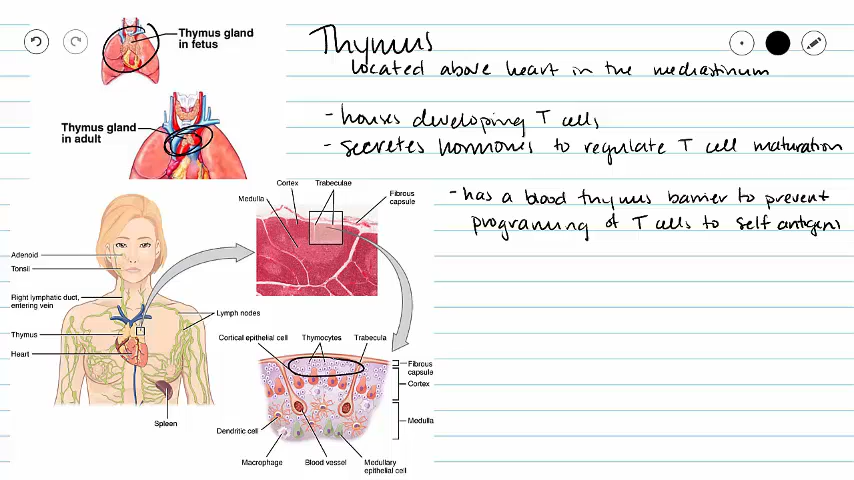 Thymus gland
in fetus
Thymus
located above heart in the mediastinum
- houses developing T cells
- secretes hormones to regulate T cell maturation
- has a blood thymus barrier to prevent
programing of T cells to self antigens
Thymus gland
in adult
Cortex
Trabeculae
Medulla
Fibrous
capsule
Adenoid
Tonsil
Right lymphatic duct,
entering vein
Thymus
Heart
Lymph nodes
Spleen
Cortical epithelial cell
Thymocytes
Trabecula
Fibrous
capsule
Cortex
Medulla
Dendritic cell
Macrophage
Blood vessel
Medullary
epithelial cell